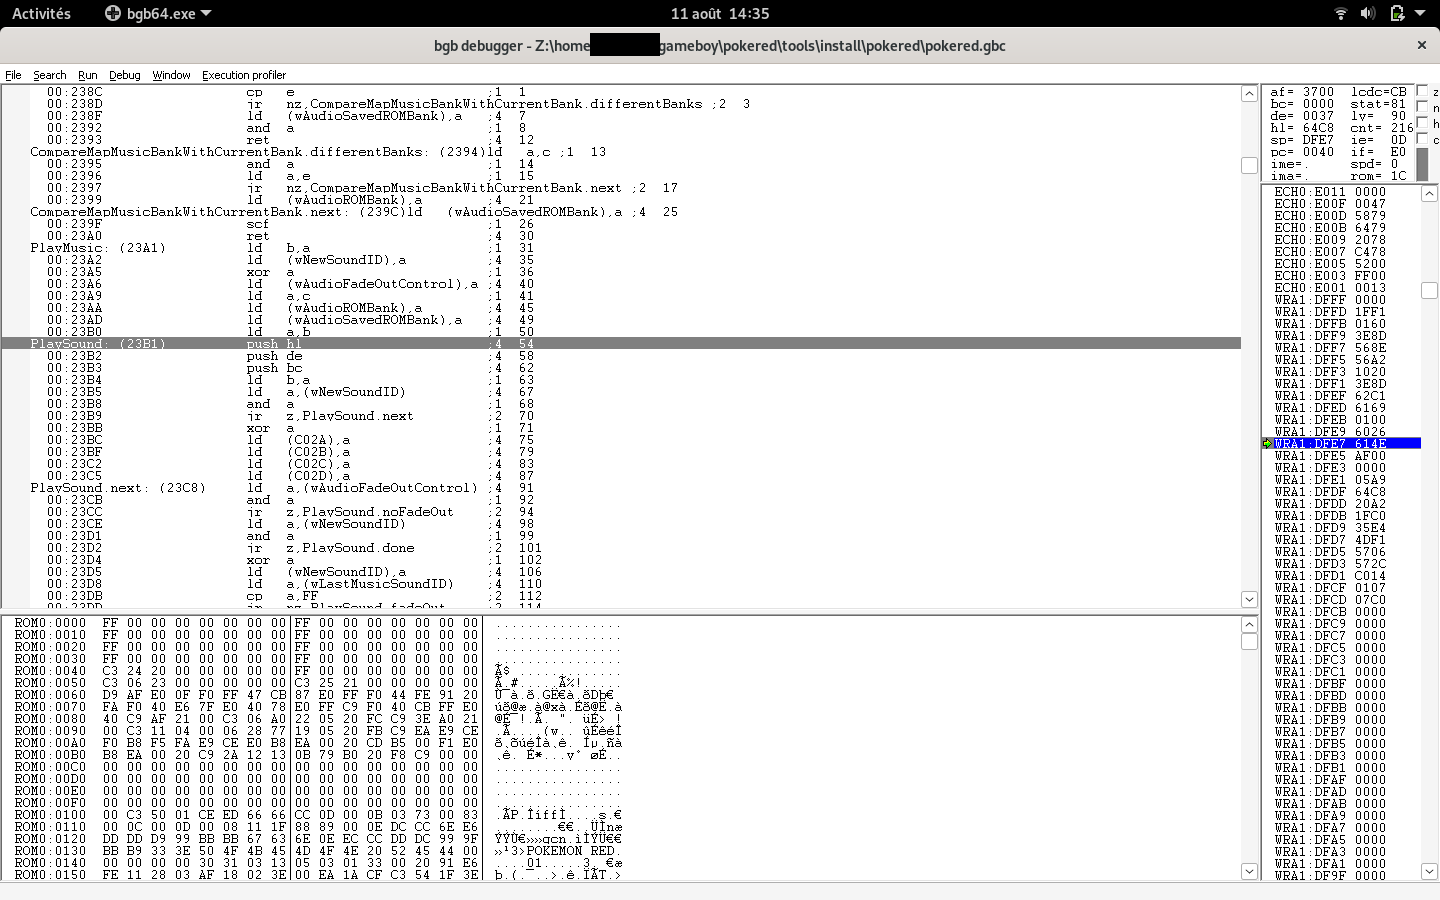 Activités bgb64.exe 11 août 14:35
bgb debugger - Z:\home gameboy\pokered\tools\install\pokered\pokered.gbc
File Search Run Debug Window Execution profiler
00:238C cp e ;1 1
00:238D jr nz,CompareMapMusicBankWithCurrentBank.differentBanks ;2 3
00:238F ld (wAudioSavedROMBank),a ;4 7
00:2392 and a ;1 8
00:2393 ret ;4 12
CompareMapMusicBankWithCurrentBank.differentBanks: (2394)ld a,c ;1 13
00:2395 and a ;1 14
00:2396 ld a,e ;1 15
00:2397 jr nz,CompareMapMusicBankWithCurrentBank.next ;2 17
00:2399 ld (wAudioROMBank),a ;4 21
CompareMapMusicBankWithCurrentBank.next: (239C)ld (wAudioSavedROMBank),a ;4 25
00:239F scf ;1 26
00:23A0 ret ;4 30
PlayMusic: (23A1) ld b,a ;1 31
00:23A2 ld (wNewSoundID),a ;4 35
00:23A5 xor a ;1 36
00:23A6 ld (wAudioFadeOutControl),a ;4 40
00:23A9 ld a,c ;1 41
00:23AA ld (wAudioROMBank),a ;4 45
00:23AD ld (wAudioSavedROMBank),a ;4 49
00:23B0 ld a,b ;1 50
PlaySound: (23B1) push hl ;4 54
00:23B2 push de ;4 58
00:23B3 push bc ;4 62
00:23B4 ld b,a ;1 63
00:23B5 ld a,(wNewSoundID) ;4 67
00:23B8 and a ;1 68
00:23B9 jr z,PlaySound.next ;2 70
00:23BB xor a ;1 71
00:23BC ld (C02A),a ;4 75
00:23BF ld (C02B),a ;4 79
00:23C2 ld (C02C),a ;4 83
00:23C5 ld (C02D),a ;4 87
PlaySound.next: (23C8) ld a,(wAudioFadeOutControl) ;4 91
00:23CB and a ;1 92
00:23CC jr z,PlaySound.noFadeOut ;2 94
00:23CE ld a,(wNewSoundID) ;4 98
00:23D1 and a ;1 99
00:23D2 jr z,PlaySound.done ;2 101
00:23D4 xor a ;1 102
00:23D5 ld (wNewSoundID),a ;4 106
00:23D8 ld a,(wLastMusicSoundID) ;4 110
00:23DB cp a,FF ;2 112
00:23DD jr nz,PlaySound.fadeOut ;2 114
af= 3700 lcdc=CB z
bc= 0000 stat=81 n
de= 0037 ly= 90
hl= 64C8 cnt= 216 h
sp= DFE7 ie= 0D c
pc= 0040 if= E0
ime=. spd= 0
ima=. rom= 1C
ECH0:E011 0000
ECH0:E00F 0047
ECH0:E00D 5879
ECH0:E00B 6479
ECH0:E009 2078
ECH0:E007 C478
ECH0:E005 5200
ECH0:E003 FF00
ECH0:E001 0013
WRA1:DFFF 0000
WRA1:DFFD 1FF1
WRA1:DFFB 0160
WRA1:DFF9 3E8D
WRA1:DFF7 568E
WRA1:DFF5 56A2
WRA1:DFF3 1020
WRA1:DFF1 3E8D
WRA1:DFEF 62C1
WRA1:DFED 6169
WRA1:DFEB 0100
WRA1:DFE9 6026
WRA1:DFE7 614E
WRA1:DFE5 AF00
WRA1:DFE3 0000
WRA1:DFE1 05A9
WRA1:DFDF 64C8
WRA1:DFDD 20A2
WRA1:DFDB 1FC0
WRA1:DFD9 35E4
WRA1:DFD7 4DF1
WRA1:DFD5 5706
WRA1:DFD3 572C
WRA1:DFD1 C014
WRA1:DFCF 0107
WRA1:DFCD 07C0
WRA1:DFCB 0000
WRA1:DFC9 0000
WRA1:DFC7 0000
WRA1:DFC5 0000
WRA1:DFC3 0000
WRA1:DFC1 0000
WRA1:DFBF 0000
WRA1:DFBD 0000
WRA1:DFBB 0000
WRA1:DFB9 0000
WRA1:DFB7 0000
WRA1:DFB5 0000
WRA1:DFB3 0000
WRA1:DFB1 0000
WRA1:DFAF 0000
WRA1:DFAD 0000
WRA1:DFAB 0000
WRA1:DFA9 0000
WRA1:DFA7 0000
WRA1:DFA5 0000
WRA1:DFA3 0000
WRA1:DFA1 0000
WRA1:DF9F 0000
ROM0:0000 FF 00 00 00 00 00 00 00 FF 00 00 00 00 00 00 00 ................
ROM0:0010 FF 00 00 00 00 00 00 00 FF 00 00 00 00 00 00 00 ................
ROM0:0020 FF 00 00 00 00 00 00 00 FF 00 00 00 00 00 00 00 ................
ROM0:0030 FF 00 00 00 00 00 00 00 FF 00 00 00 00 00 00 00 ................
ROM0:0040 C3 24 20 00 00 00 00 00 FF 00 00 00 00 00 00 00
ROM0:0050 C3 06 23 00 00 00 00 00 C3 25 21 00 00 00 00 00
ROM0:0060 D9 AF E0 0F F0 FF 47 CB 87 E0 FF F0 44 FE 91 20
ROM0:0070 FA F0 40 E6 7F E0 40 78 E0 FF C9 F0 40 CB FF E0
ROM0:0080 40 C9 AF 21 00 C3 06 A0 22 05 20 FC C9 3E A0 21
ROM0:0090 00 C3 11 04 00 06 28 77 19 05 20 FB C9 EA E9 CE
ROM0:00A0 F0 B8 F5 FA E9 CE E0 B8 EA 00 20 CD B5 00 F1 E0
ROM0:00B0 B8 EA 00 20 C9 2A 12 13 0B 79 B0 20 F8 C9 00 00
ROM0:00C0 00 00 00 00 00 00 00 00 00 00 00 00 00 00 00 00 ................
ROM0:00D0 00 00 00 00 00 00 00 00 00 00 00 00 00 00 00 00 ................
ROM0:00E0 00 00 00 00 00 00 00 00 00 00 00 00 00 00 00 00 ................
ROM0:00F0 00 00 00 00 00 00 00 00 00 00 00 00 00 00 00 00 ................
ROM0:0100 00 C3 50 01 CE ED 66 66 CC 0D 00 0B 03 73 00 83 .ÃP.ÎíffÌ....s.€
ROM0:0110 00 0C 00 0D 00 08 11 1F 88 89 00 0E DC CC 6E E6 ........€€..ÜÌnæ
ROM0:0120 DD DD D9 99 BB BB 67 63 6E 0E EC CC DD DC 99 9F ÝÝÙ€»»gcn.ìÌÝÜ€€
ROM0:0130 BB B9 33 3E 50 4F 4B 45 4D 4F 4E 20 52 45 44 00 »¹3>POKEMON RED.
ROM0:0140 00 00 00 00 30 31 03 13 05 03 01 33 00 20 91 E6 ....01.....3. €æ
ROM0:0150 FE 11 28 03 AF 18 02 3E 00 EA 1A CF C3 54 1F 3E þ.(.¯..>.ê.ÏÃT.>